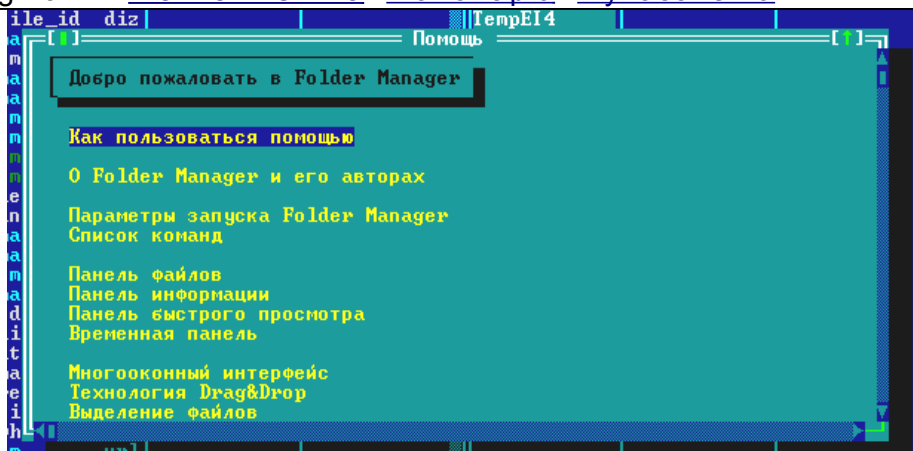 ile_id diz TempEI4
Помощь
Добро пожаловать в Folder Manager
Как пользоваться помощью
О Folder Manager и его авторах
Параметры запуска Folder Manager
Список команд
Панель файлов
Панель информации
Панель быстрого просмотра
Временная панель
Многооконный интерфейс
Технология Drag&Drop
Выделение файлов